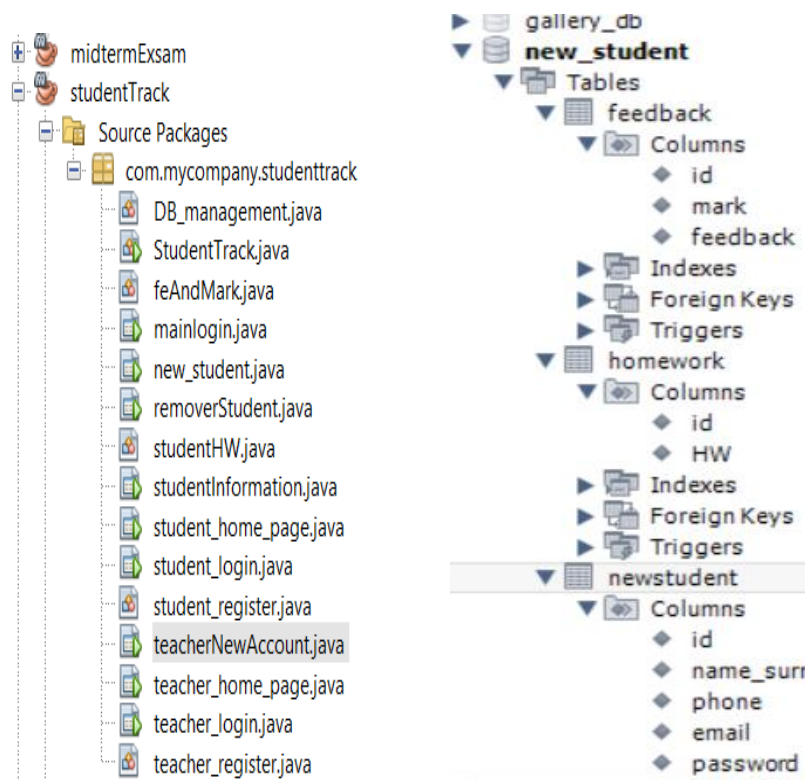 midtermExsam
studentTrack
Source Packages
com.mycompany.studenttrack
DB_management.java
StudentTrack.java
feAndMark.java
mainlogin.java
new_student.java
removerStudent.java
studentHW.java
studentInformation.java
student_home_page.java
student_login.java
student_register.java
teacherNewAccount.java
teacher_home_page.java
teacher_login.java
teacher_register.java
gallery_db
new_student
Tables
feedback
Columns
id
mark
feedback
Indexes
Foreign Keys
Triggers
homework
Columns
id
HW
Indexes
Foreign Keys
Triggers
newstudent
Columns
id
phone
email
password